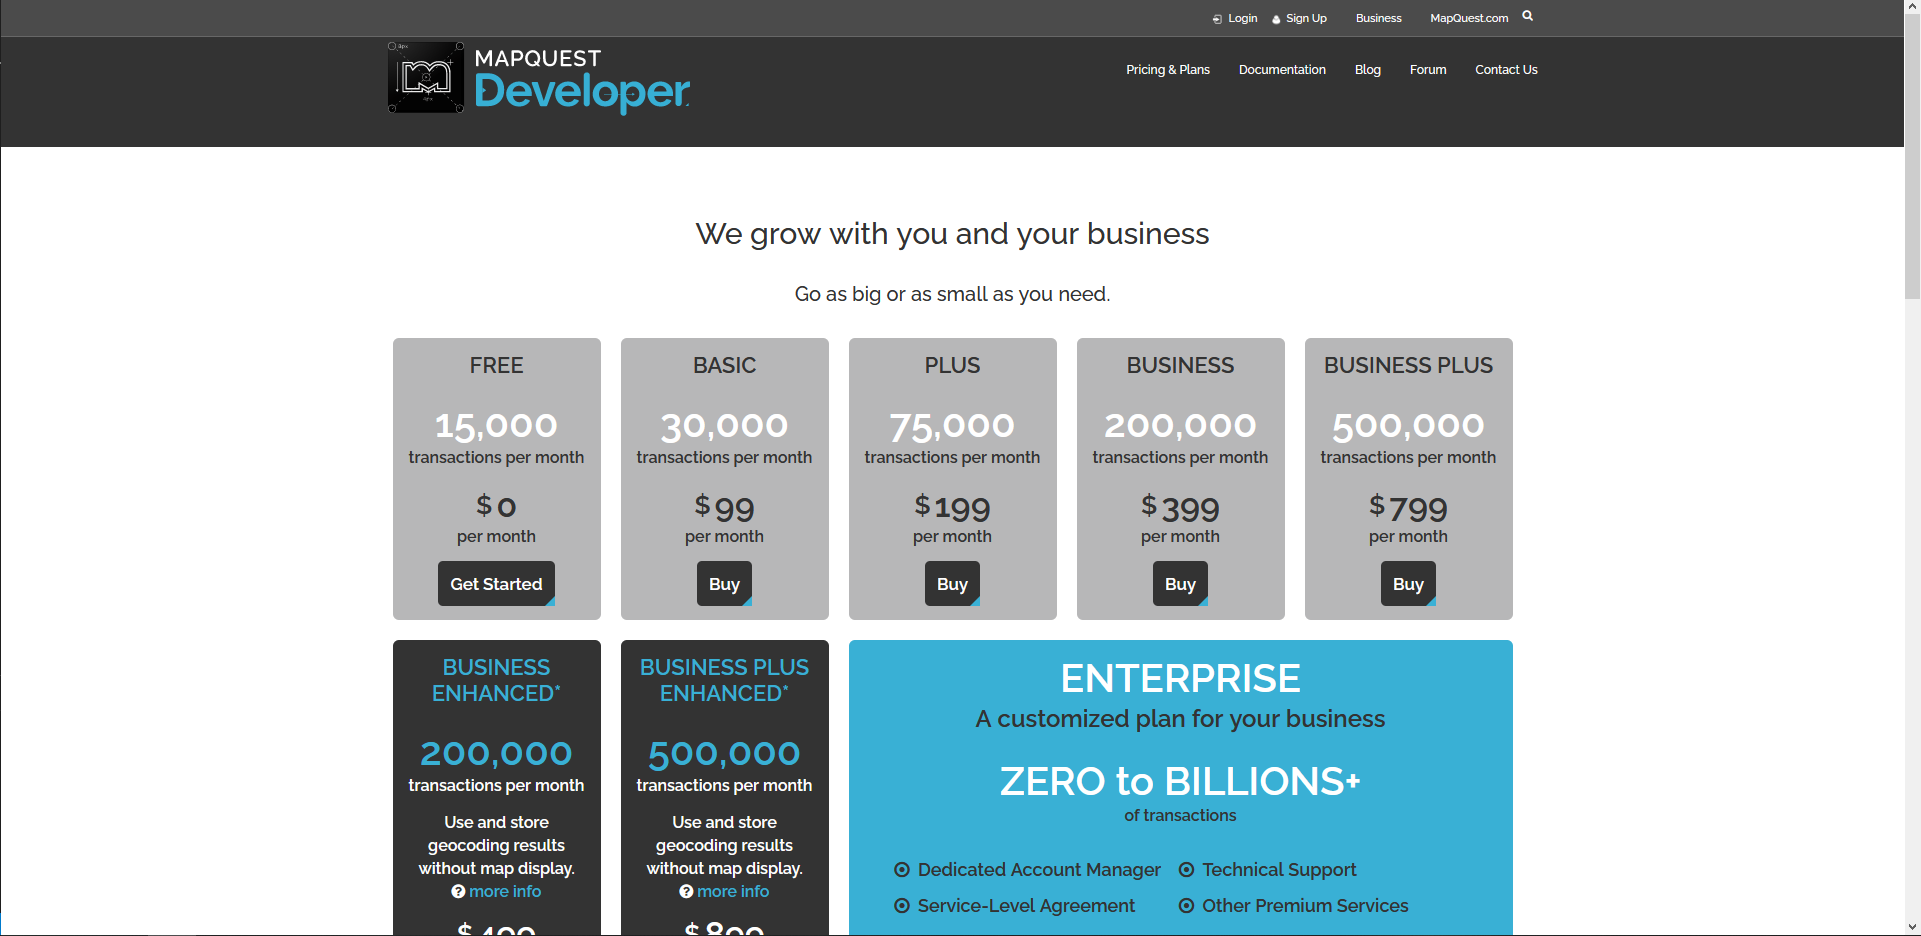 Login Sign Up Business MapQuest.com
MAPQUEST
Developer
Pricing & Plans Documentation Blog Forum Contact Us
We grow with you and your business
Go as big or as small as you need.
FREE
15,000
transactions per month
$0
per month
Get Started
BASIC
30,000
transactions per month
$99
per month
Buy
PLUS
75,000
transactions per month
$199
per month
Buy
BUSINESS
200,000
transactions per month
$399
per month
Buy
BUSINESS PLUS
500,000
transactions per month
$799
per month
Buy
BUSINESS
ENHANCED*
200,000
transactions per month
Use and store
geocoding results
without map display.
more info
BUSINESS PLUS
ENHANCED*
500,000
transactions per month
Use and store
geocoding results
without map display.
more info
ENTERPRISE
A customized plan for your business
ZERO to BILLIONS+
of transactions
Dedicated Account Manager
Technical Support
Service-Level Agreement
Other Premium Services